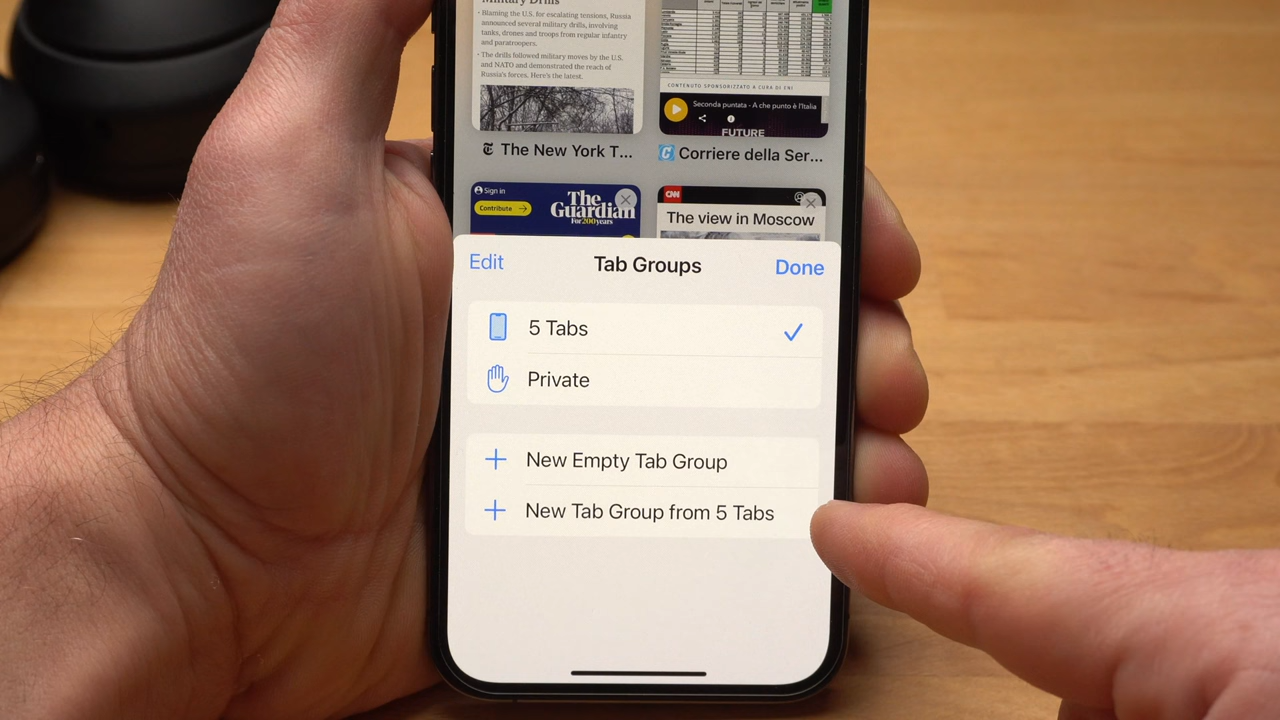 Military Drills
· Blaming the U.S. for escalating tensions, Russia
announced several military drills, involving
tanks, drones and troops from regular infantry
and paratroopers.
· The drills followed military moves by the U.S.
and NATO and demonstrated the reach of
Russia's forces. Here's the latest.
CONTENUTO SPONSORIZZATO A CURA DI ENI
Seconda puntata - A che punto è l'Italia
FUTURE
The New York T...
Corriere della Ser...
Sign in
Contribute →
The
Guardian
For 200 years
CNN
The view in Moscow
Edit
Tab Groups
Done
5 Tabs
Private
New Empty Tab Group
New Tab Group from 5 Tabs